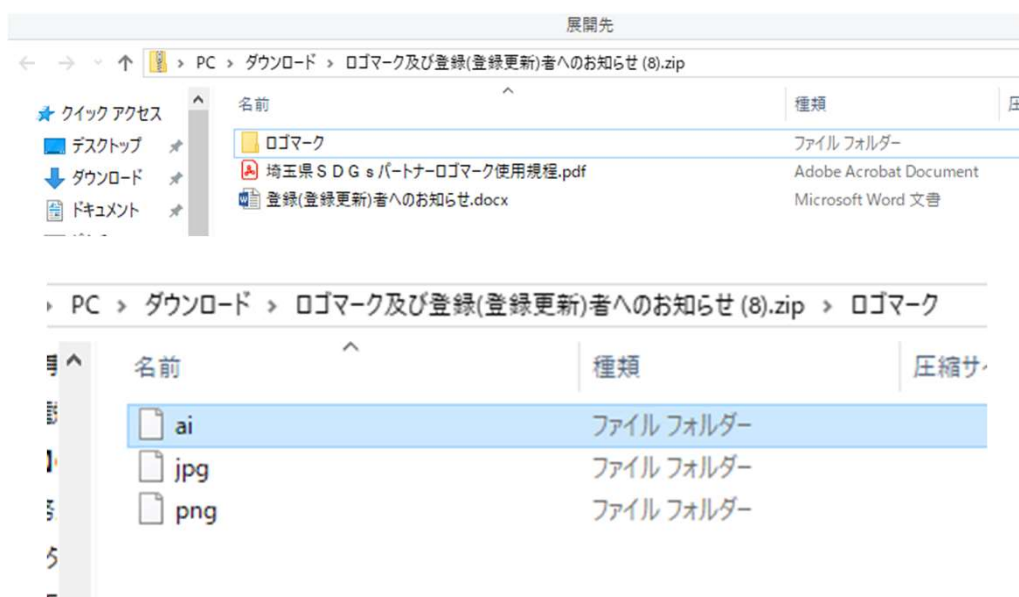 展開先
PC › ダウンロード › ロゴマーク及び登録(登録更新)者へのお知らせ (8).zip
クイック アクセス
名前 種類
デスクトップ
ロゴマーク ファイル フォルダー
ダウンロード
埼玉県ＳＤＧｓパートナーロゴマーク使用規程.pdf Adobe Acrobat Document
ドキュメント
登録(登録更新)者へのお知らせ.docx Microsoft Word 文書
› PC › ダウンロード › ロゴマーク及び登録(登録更新)者へのお知らせ (8).zip › ロゴマーク
名前 種類 圧縮サ
ai ファイル フォルダー
jpg ファイル フォルダー
png ファイル フォルダー